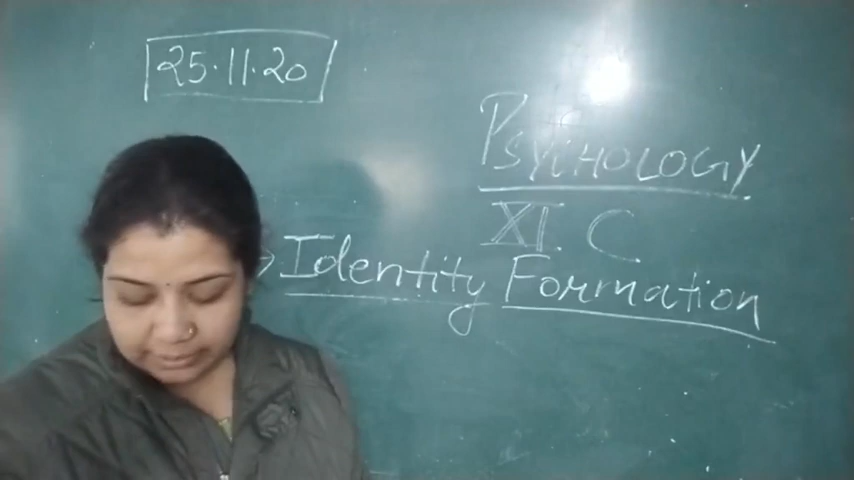 25.11.20
PSYCHOLOGY
XI. C
→ Identity Formation